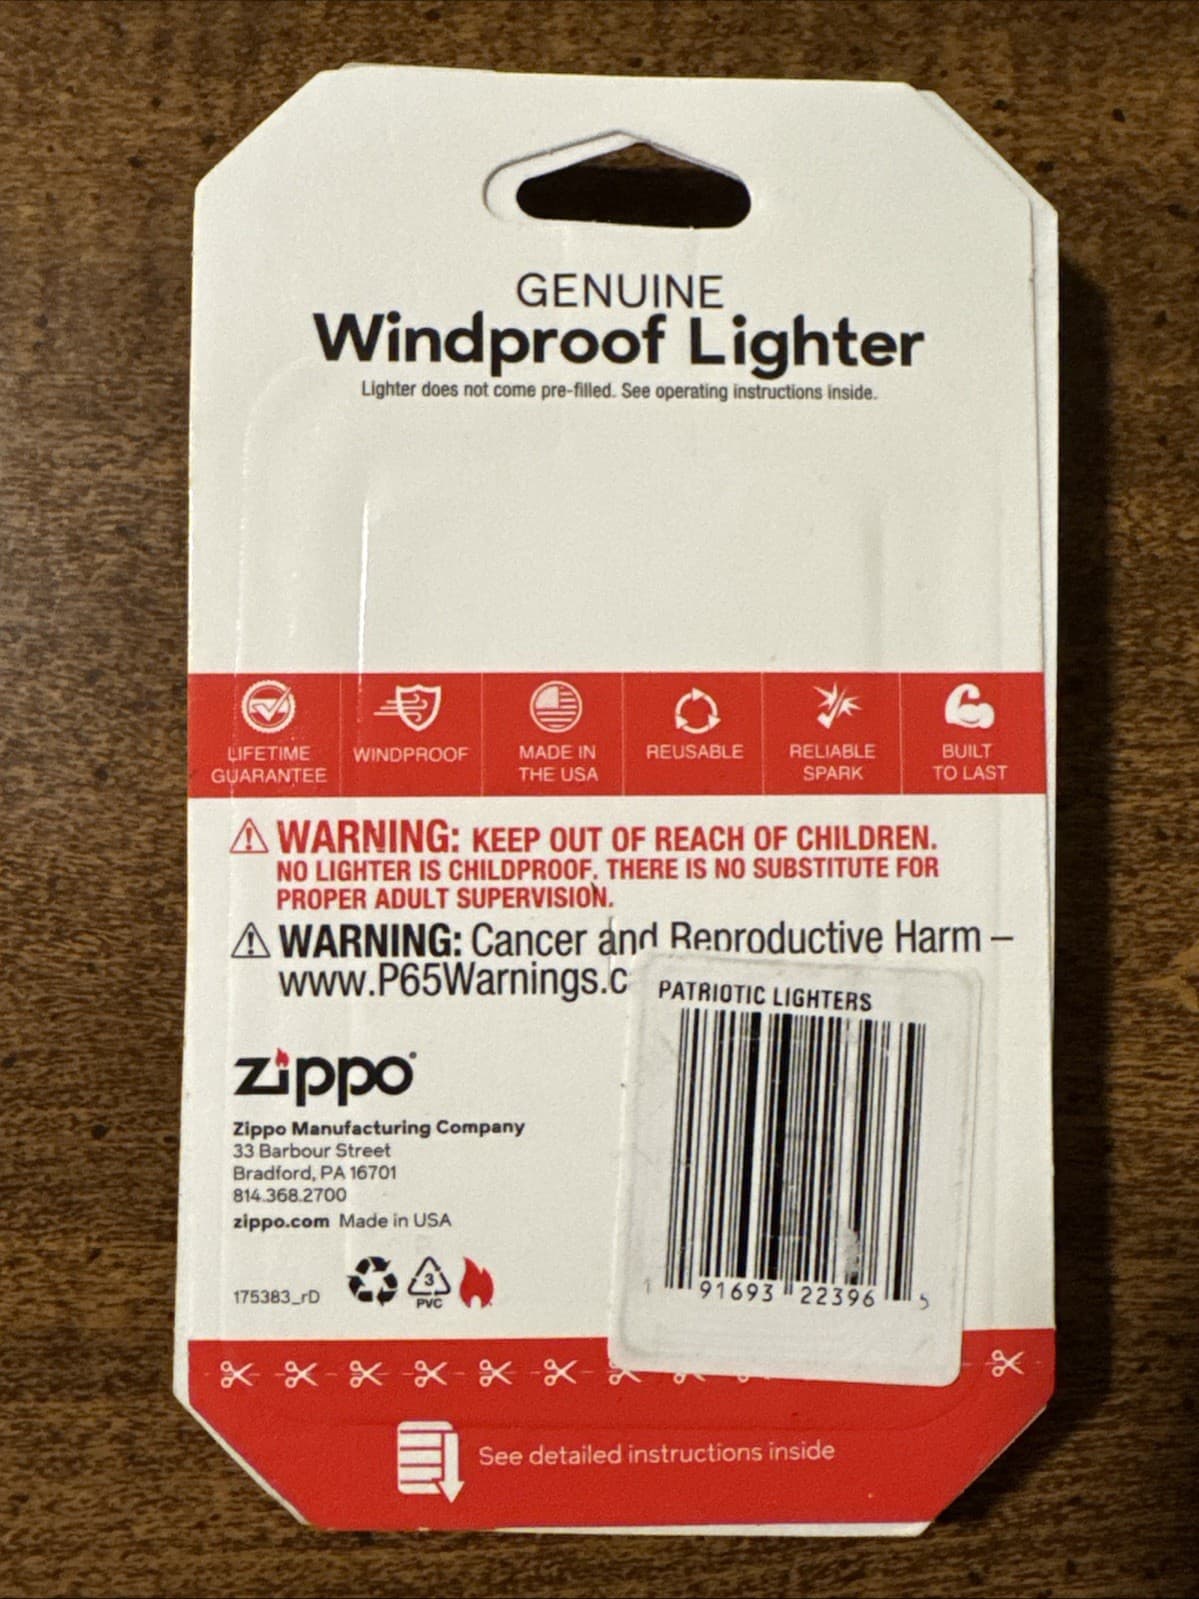 GENUINE
Windproof Lighter
Lighter does not come pre-filled. See operating instructions inside.
LIFETIME
GUARANTEE
WINDPROOF
MADE IN
THE USA
REUSABLE
RELIABLE
SPARK
BUILT
TO LAST
WARNING: KEEP OUT OF REACH OF CHILDREN.
NO LIGHTER IS CHILDPROOF. THERE IS NO SUBSTITUTE FOR
PROPER ADULT SUPERVISION.
WARNING: Cancer and Reproductive Harm –
www.P65Warnings.c
PATRIOTIC LIGHTERS
1 91693 22396 5
zippo
Zippo Manufacturing Company
33 Barbour Street
Bradford, PA 16701
814.368.2700
zippo.com Made in USA
175383_rD
3
PVC
See detailed instructions inside